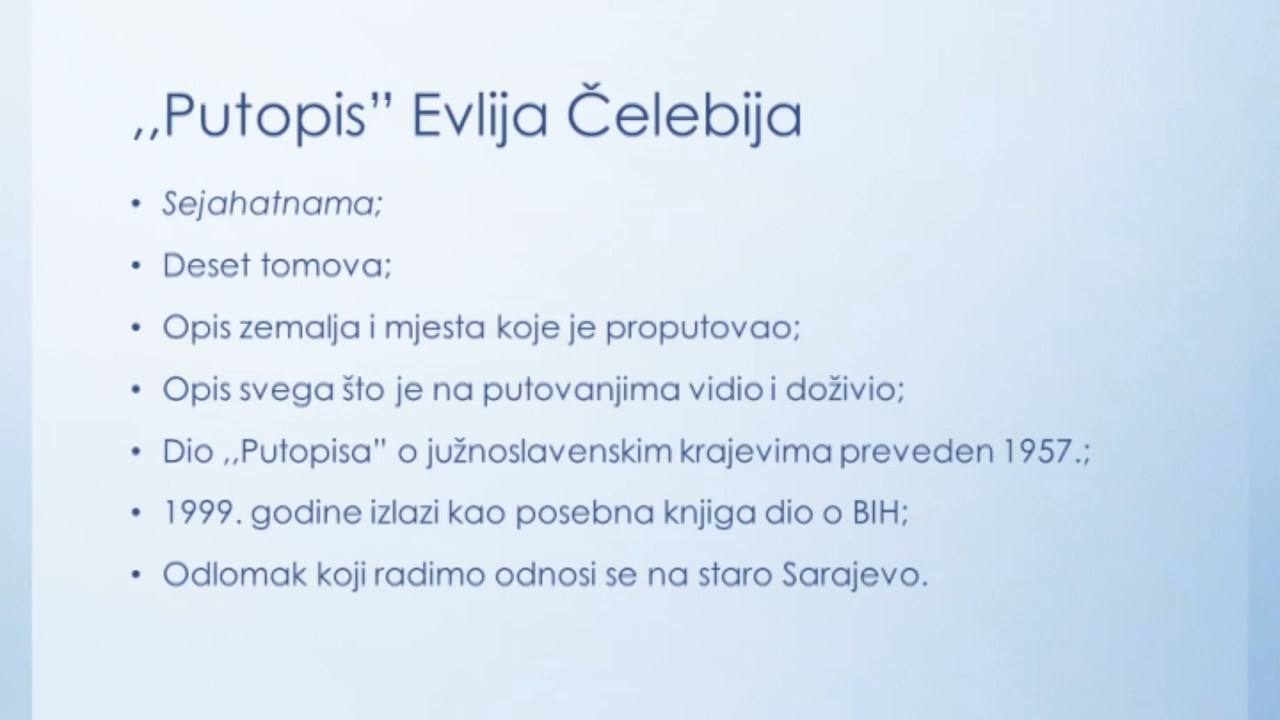 ,,Putopis” Evlija Čelebija
• Sejahatnama;
• Deset tomova;
• Opis zemalja i mjesta koje je proputovao;
• Opis svega što je na putovanjima vidio i doživio;
• Dio ,,Putopisa” o južnoslavenskim krajevima preveden 1957.;
• 1999. godine izlazi kao posebna knjiga dio o BIH;
• Odlomak koji radimo odnosi se na staro Sarajevo.